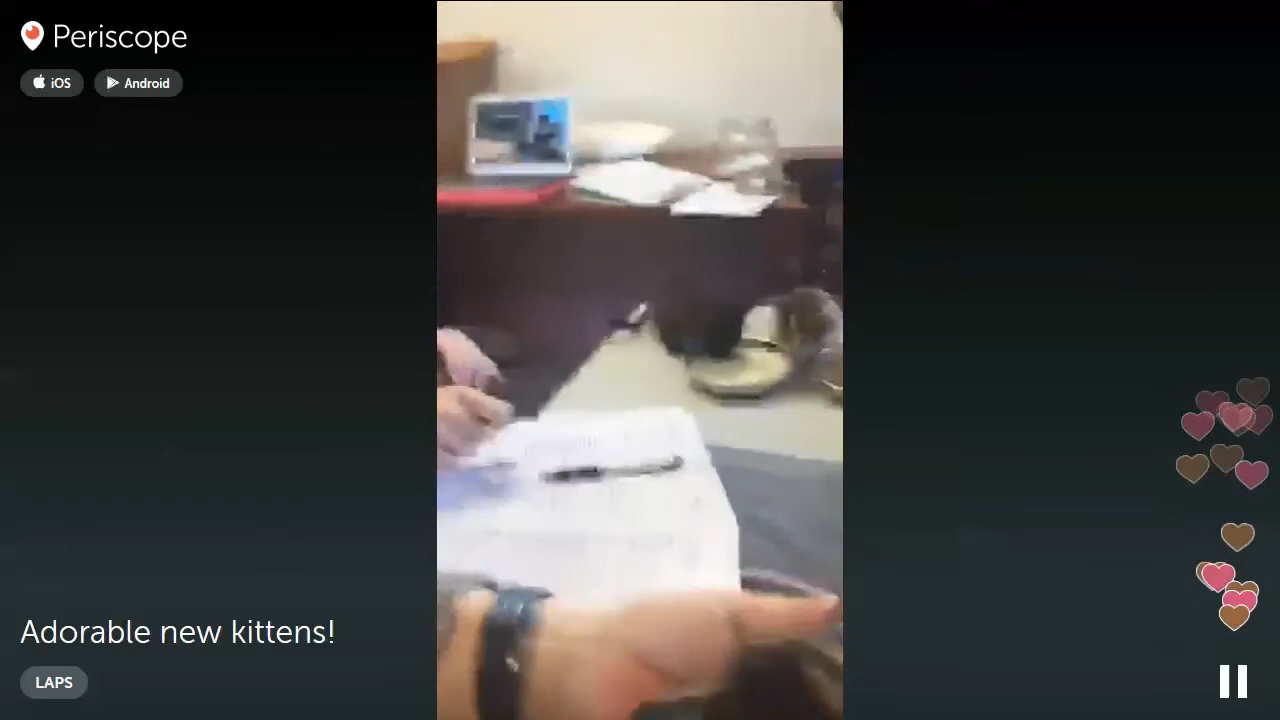 Periscope
iOS
Android
Adorable new kittens!
LAPS